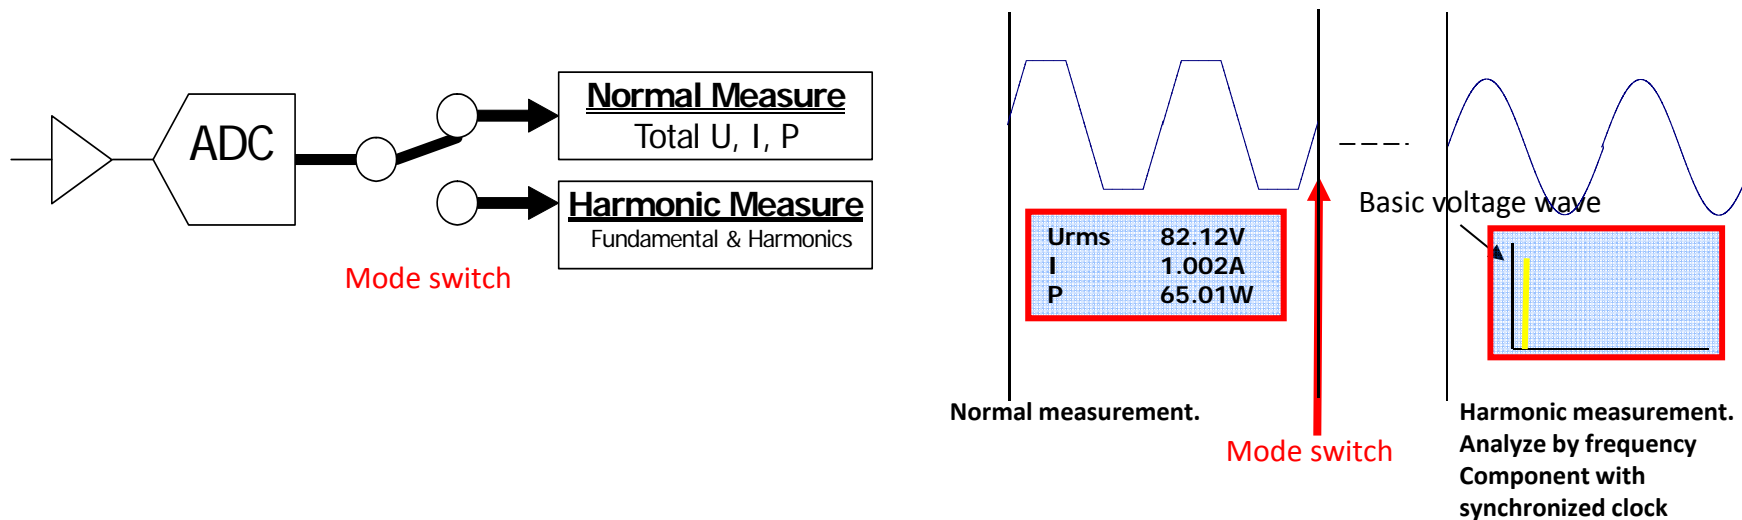 ADC
Normal Measure
Total U, I, P
Harmonic Measure
Fundamental & Harmonics
Mode switch
Urms 82.12V
I 1.002A
P 65.01W
Normal measurement.
Mode switch
Basic voltage wave
Harmonic measurement.
Analyze by frequency
Component with
synchronized clock